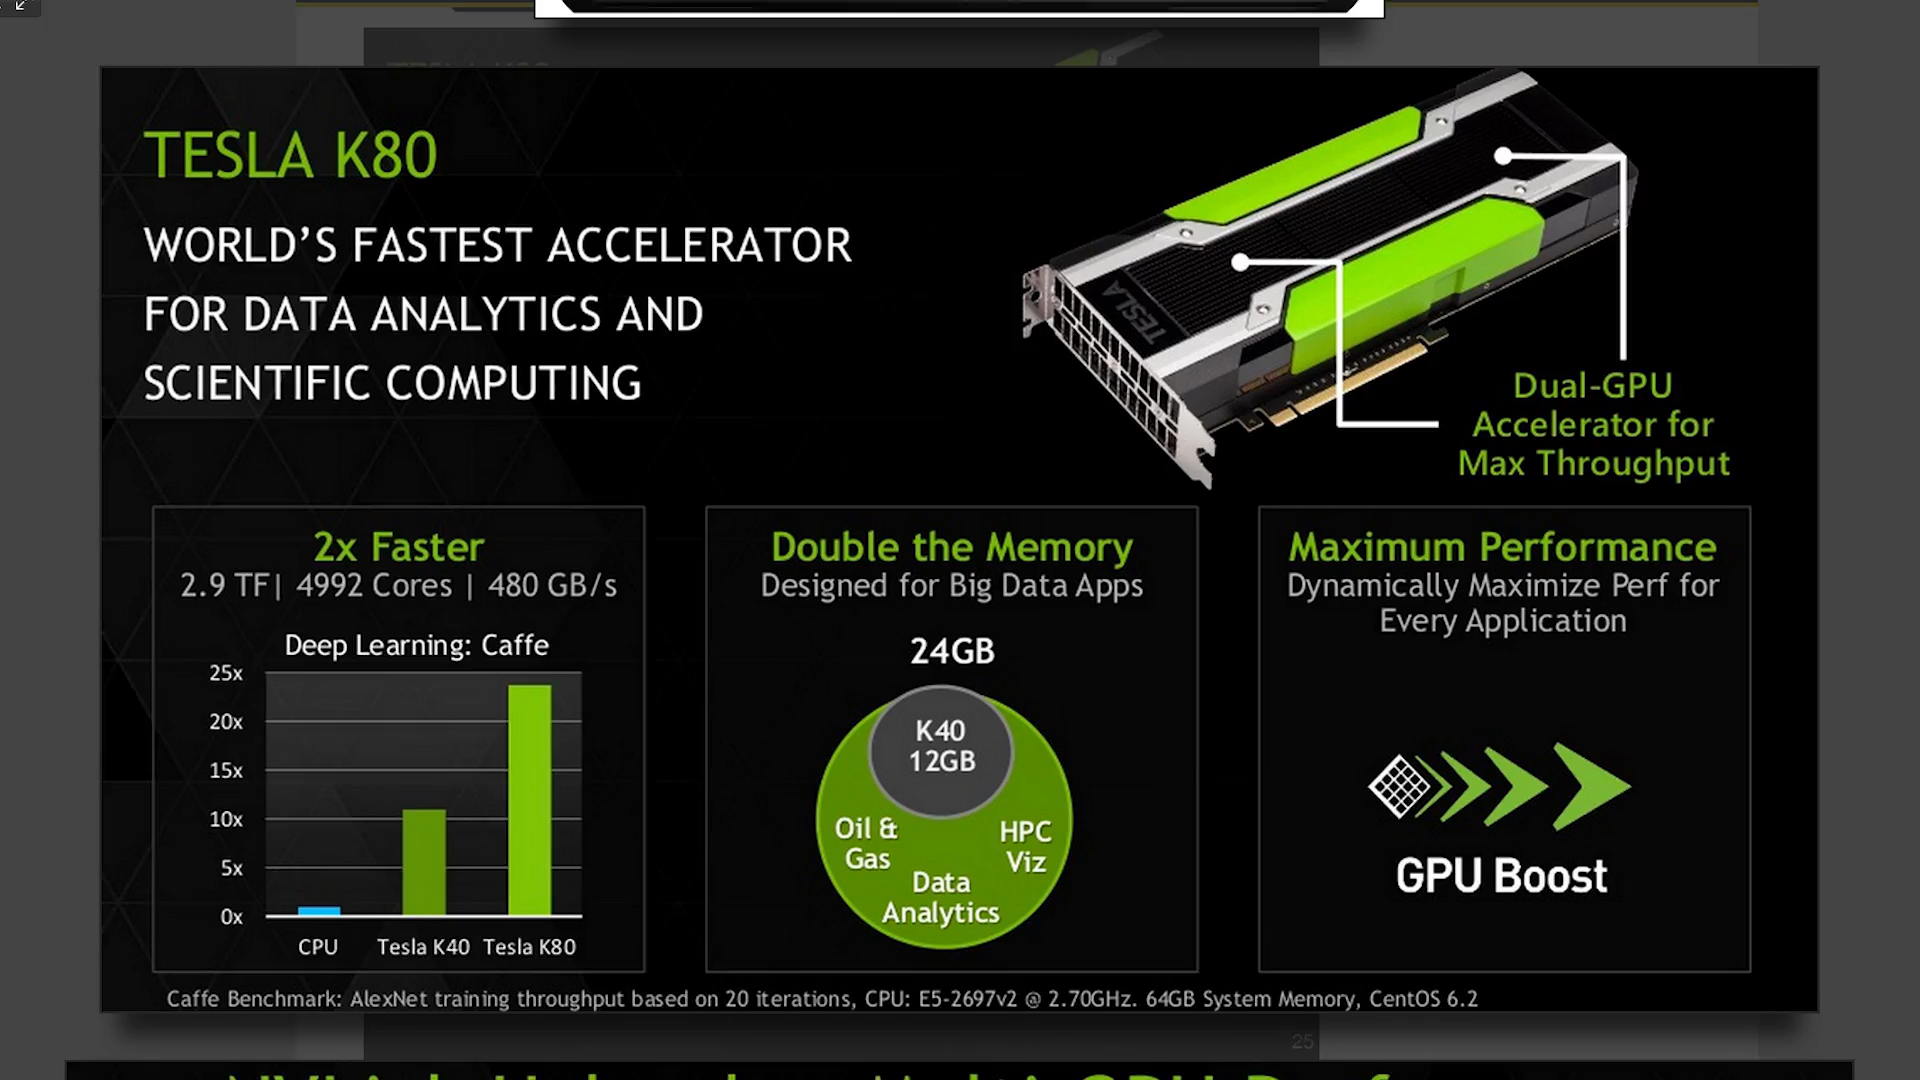 TESLA K80
WORLD'S FASTEST ACCELERATOR
FOR DATA ANALYTICS AND
SCIENTIFIC COMPUTING
TESLA
Dual-GPU
Accelerator for
Max Throughput
2x Faster
2.9 TF| 4992 Cores | 480 GB/s
Deep Learning: Caffe
25x
20x
15x
10x
5x
0x
CPU Tesla K40 Tesla K80
Double the Memory
Designed for Big Data Apps
24GB
K40
12GB
Oil &
Gas
HPC
Viz
Data
Analytics
Maximum Performance
Dynamically Maximize Perf for
Every Application
GPU Boost
Caffe Benchmark: AlexNet training throughput based on 20 iterations, CPU: E5-2697v2 @ 2.70GHz. 64GB System Memory, CentOS 6.2
25